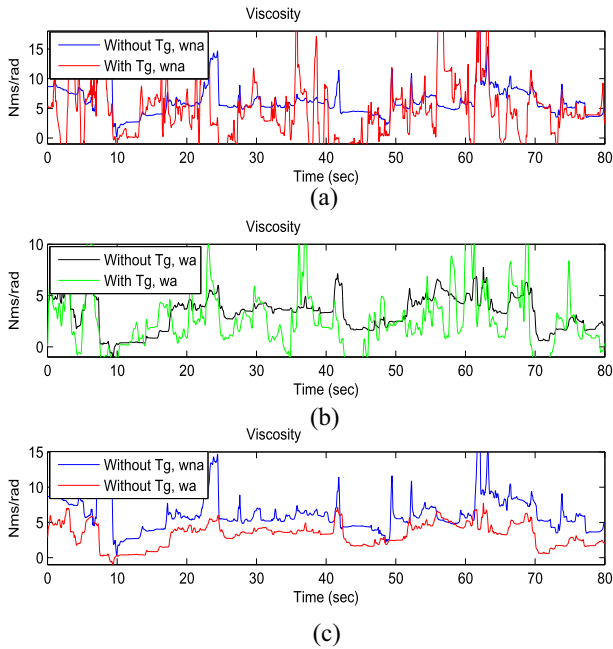 Viscosity
Nms/rad
15
10
5
0
Without Tg, wna
With Tg, wna
0 10 20 30 40 50 60 70 80
Time (sec)
(a)
Viscosity
Nms/rad
10
5
0
Without Tg, wa
With Tg, wa
0 10 20 30 40 50 60 70 80
Time (sec)
(b)
Viscosity
Nms/rad
15
10
5
0
Without Tg, wna
Without Tg, wa
0 10 20 30 40 50 60 70 80
Time (sec)
(c)